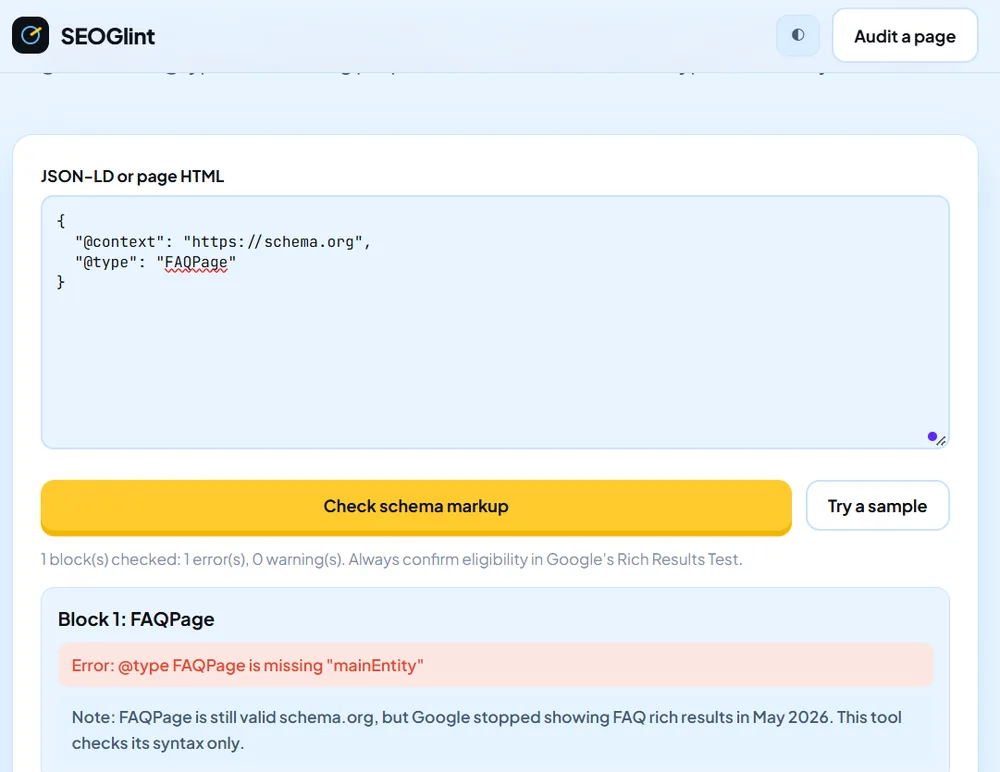 SEOGlint
Audit a page
JSON-LD or page HTML
{
"@context": "https://schema.org",
"@type": "FAQPage"
}
Check schema markup
Try a sample
1 block(s) checked: 1 error(s), 0 warning(s). Always confirm eligibility in Google's Rich Results Test.
Block 1: FAQPage
Error: @type FAQPage is missing "mainEntity"
Note: FAQPage is still valid schema.org, but Google stopped showing FAQ rich results in May 2026. This tool
checks its syntax only.